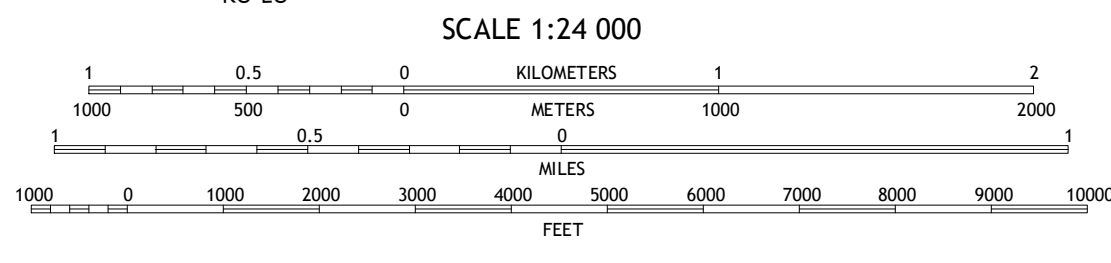 SCALE 1:24 000
1 0.5 0 KILOMETERS 1 2
1000 500 0 METERS 1000 2000
1 0.5 0 1
MILES
1000 0 1000 2000 3000 4000 5000 6000 7000 8000 9000 10000
FEET